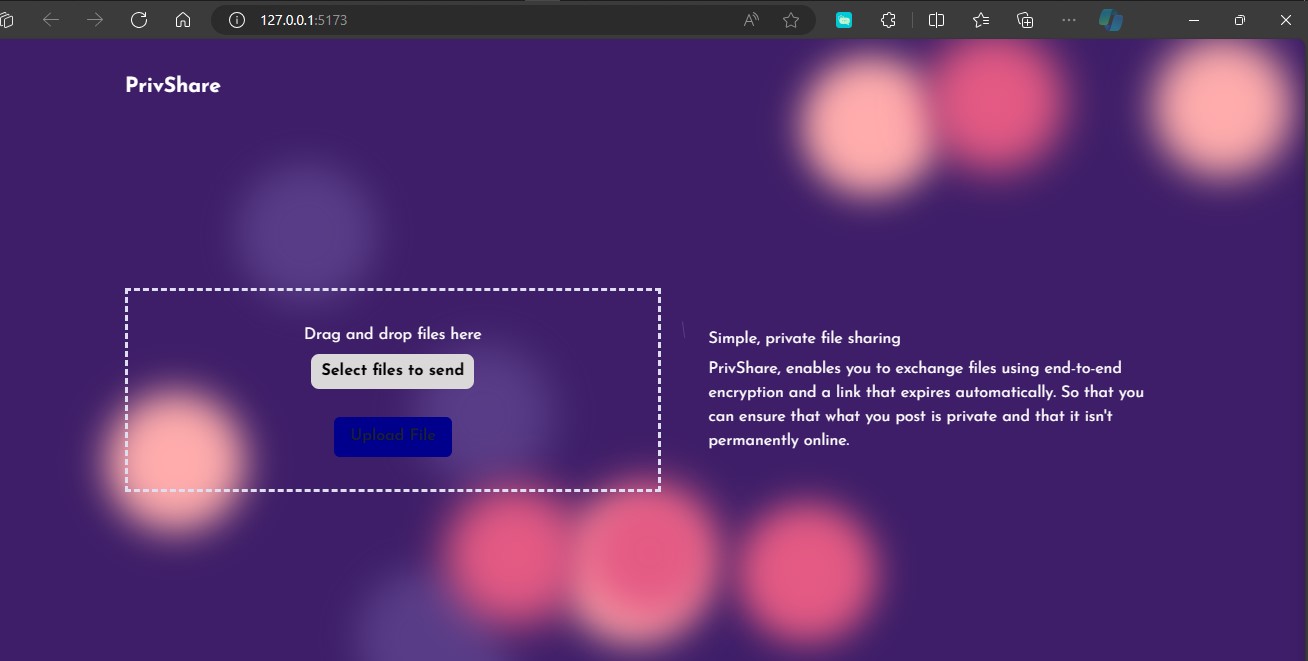 127.0.0.1:5173
PrivShare
Drag and drop files here
Select files to send
Upload File
Simple, private file sharing
PrivShare, enables you to exchange files using end-to-end
encryption and a link that expires automatically. So that you
can ensure that what you post is private and that it isn't
permanently online.